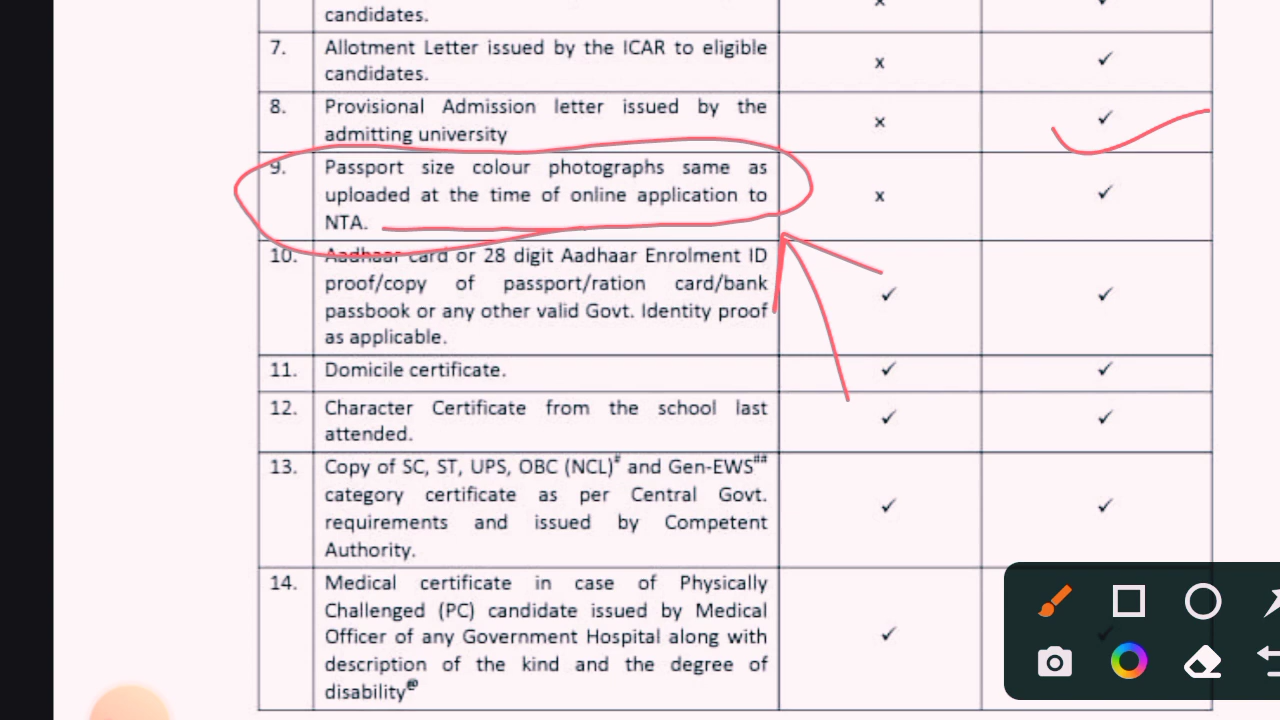 candidates.
x ✓
7. Allotment Letter issued by the ICAR to eligible
candidates.
x ✓
8. Provisional Admission letter issued by the
admitting university
x ✓
9. Passport size colour photographs same as
uploaded at the time of online application to
NTA.
x ✓
10. Aadhaar card or 28 digit Aadhaar Enrolment ID
proof/copy of passport/ration card/bank
passbook or any other valid Govt. Identity proof
as applicable.
✓ ✓
11. Domicile certificate.
✓ ✓
12. Character Certificate from the school last
attended.
✓ ✓
13. Copy of SC, ST, UPS, OBC (NCL)# and Gen-EWS##
category certificate as per Central Govt.
requirements and issued by Competent
Authority.
✓ ✓
14. Medical certificate in case of Physically
Challenged (PC) candidate issued by Medical
Officer of any Government Hospital along with
description of the kind and the degree of
disability@
✓ ✓